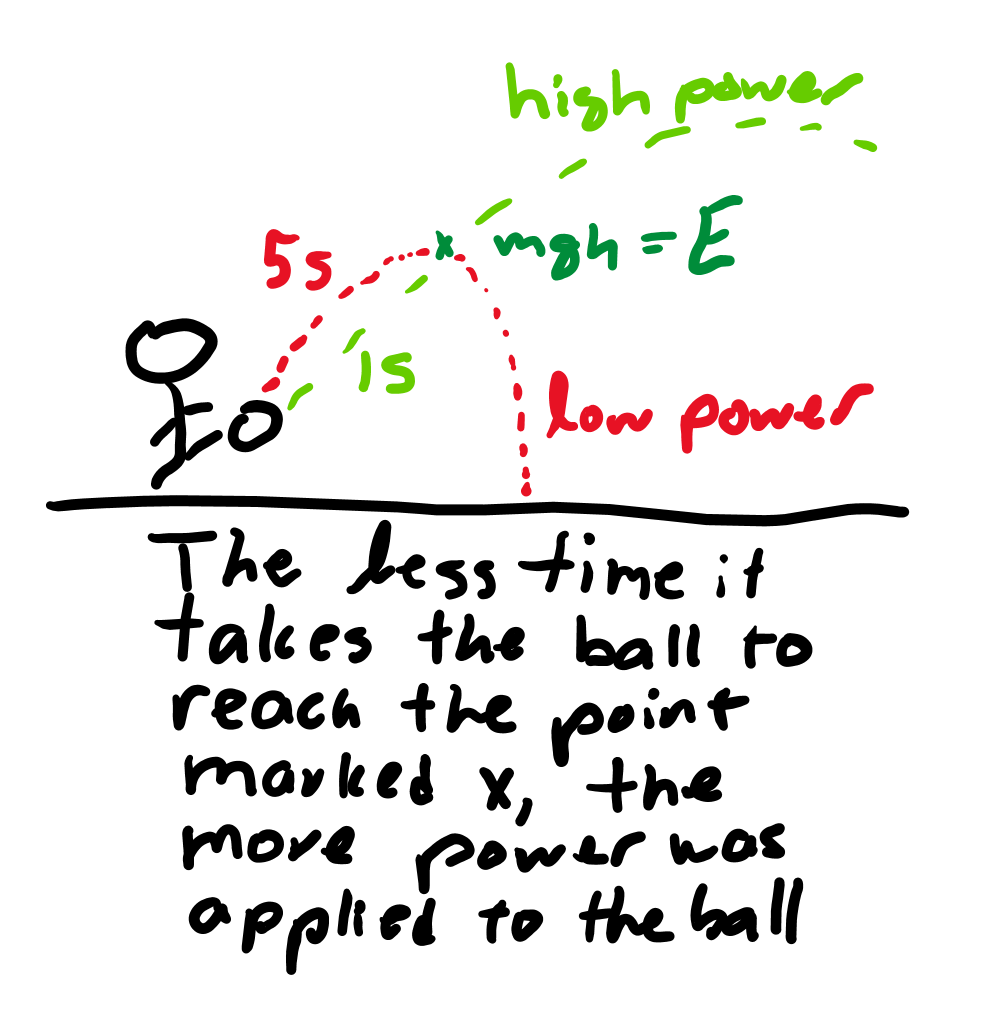 high power
5s
x mgh = E
1s
low power
The less time it
takes the ball to
reach the point
marked x, the
more power was
applied to the ball